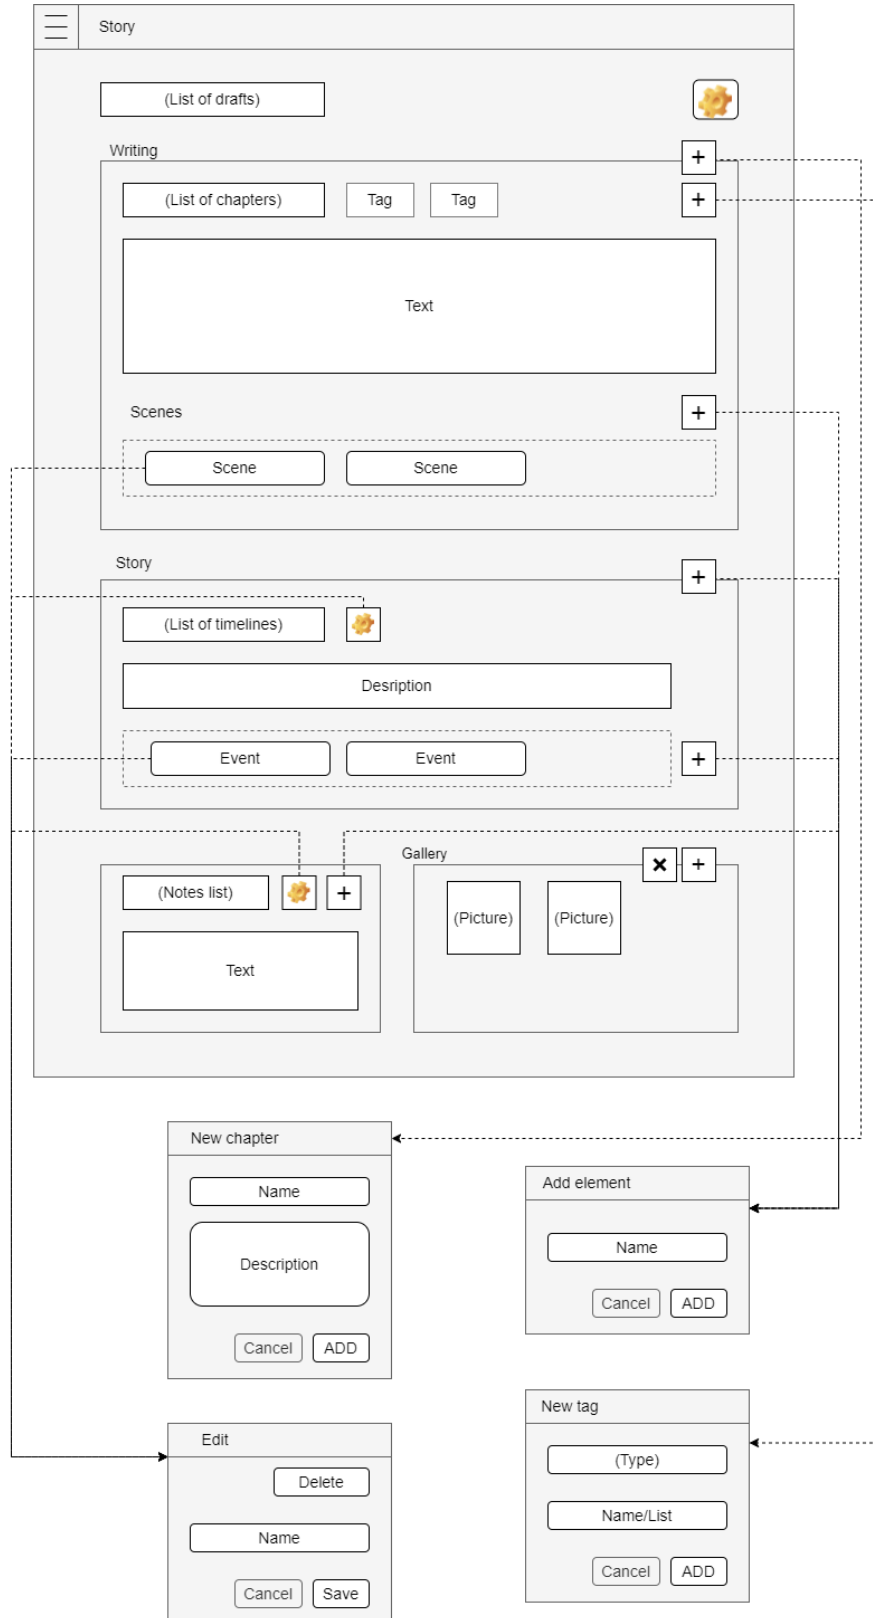 Story
(List of drafts)
Writing
+
(List of chapters) Tag Tag +
Text
Scenes +
Scene Scene
Story +
(List of timelines)
Desription
Event Event +
(Notes list) +
Text
Gallery × +
(Picture) (Picture)
New chapter
Name
Description
Cancel ADD
Add element
Name
Cancel ADD
Edit
Delete
Name
Cancel Save
New tag
(Type)
Name/List
Cancel ADD